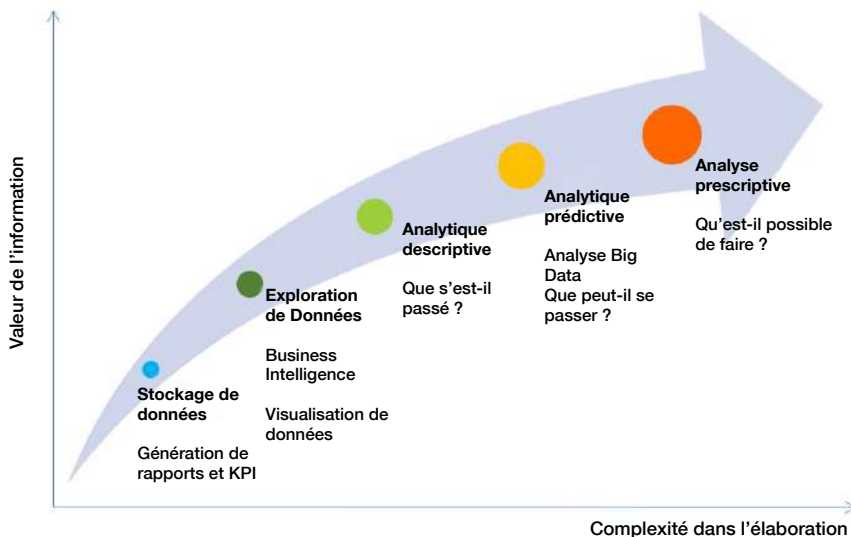 Valeur de l'information
Stockage de
données
Génération de
rapports et KPI
Exploration
de Données
Business
Intelligence
Visualisation de
données
Analytique
descriptive
Que s'est-il
passé ?
Analytique
prédictive
Analyse Big
Data
Que peut-il se
passer ?
Analyse
prescriptive
Qu'est-il possible
de faire ?
Complexité dans l'élaboration